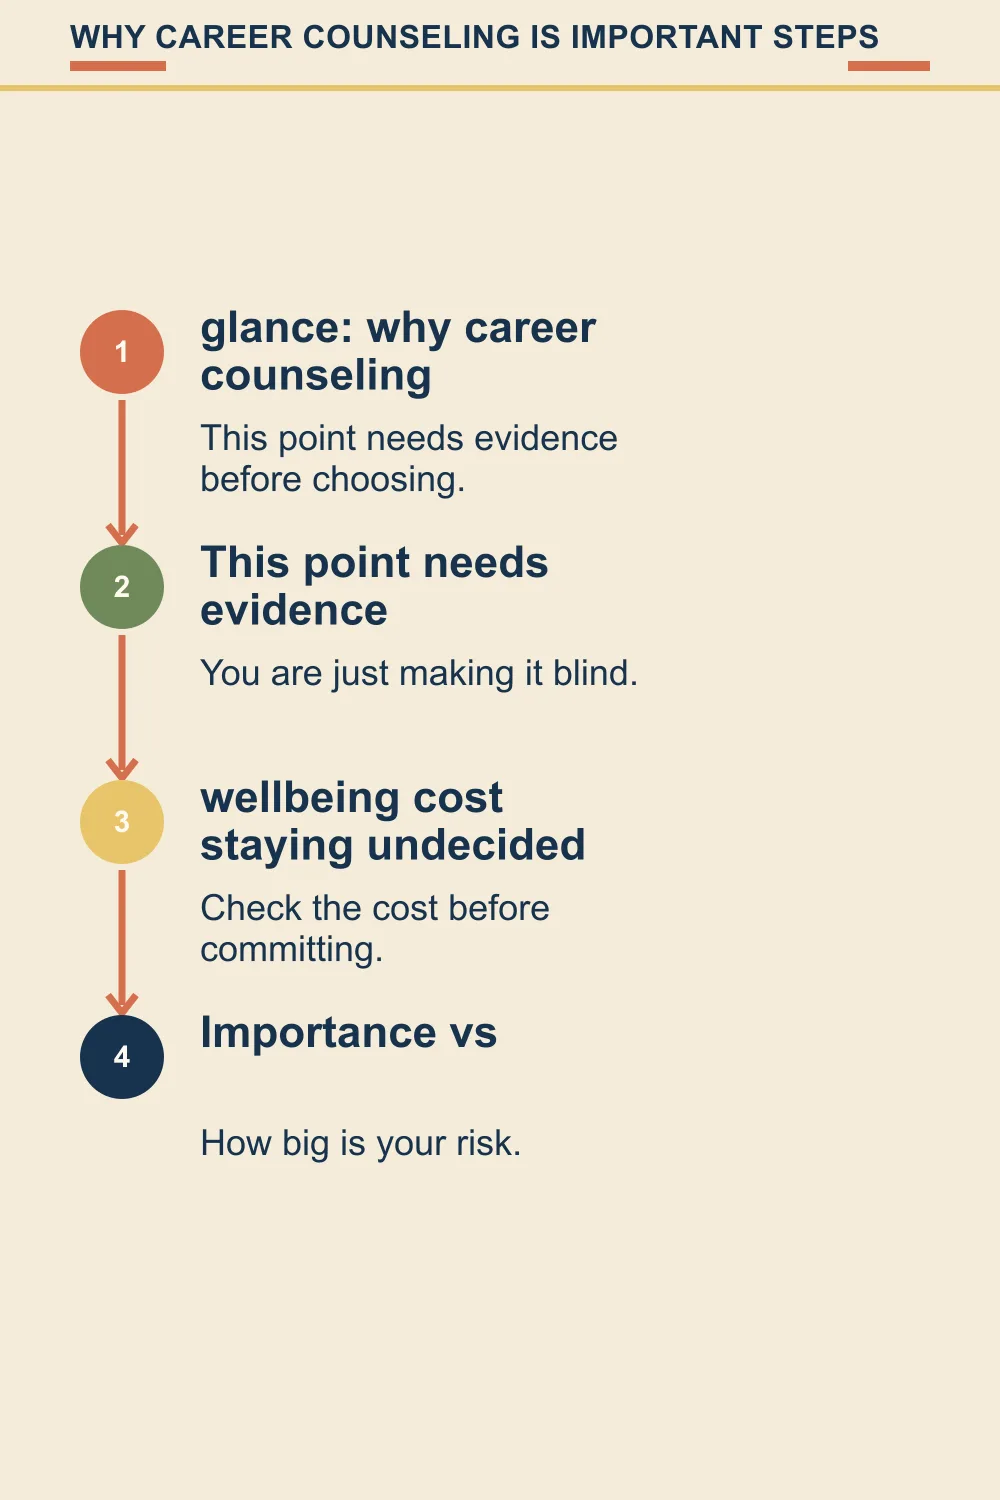 WHY CAREER COUNSELING IS IMPORTANT STEPS
1
glance: why career
counseling
This point needs evidence
before choosing.
2
This point needs
evidence
You are just making it blind.
3
wellbeing cost
staying undecided
Check the cost before
committing.
4
Importance vs
How big is your risk.